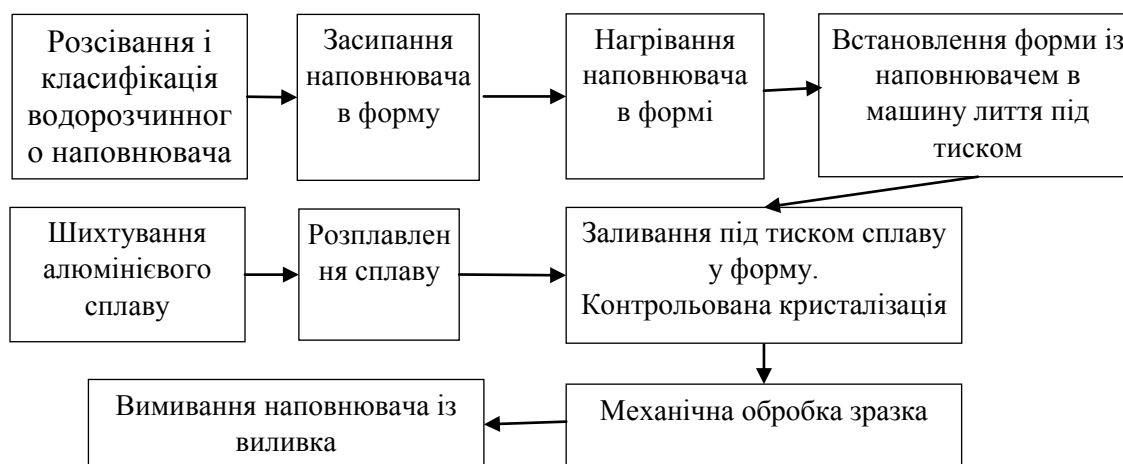 Розсівання і
класифікація
водорозчинног
о наповнювача
Засипання
наповнювача
в форму
Нагрівання
наповнювача
в формі
Встановлення форми із
наповнювачем в
машину лиття під
тиском
Шихтування
алюмінієвого
сплаву
Розплавлен
ня сплаву
Заливання під тиском сплаву
у форму.
Контрольована кристалізація
Механічна обробка зразка
Вимивання наповнювача із
виливка